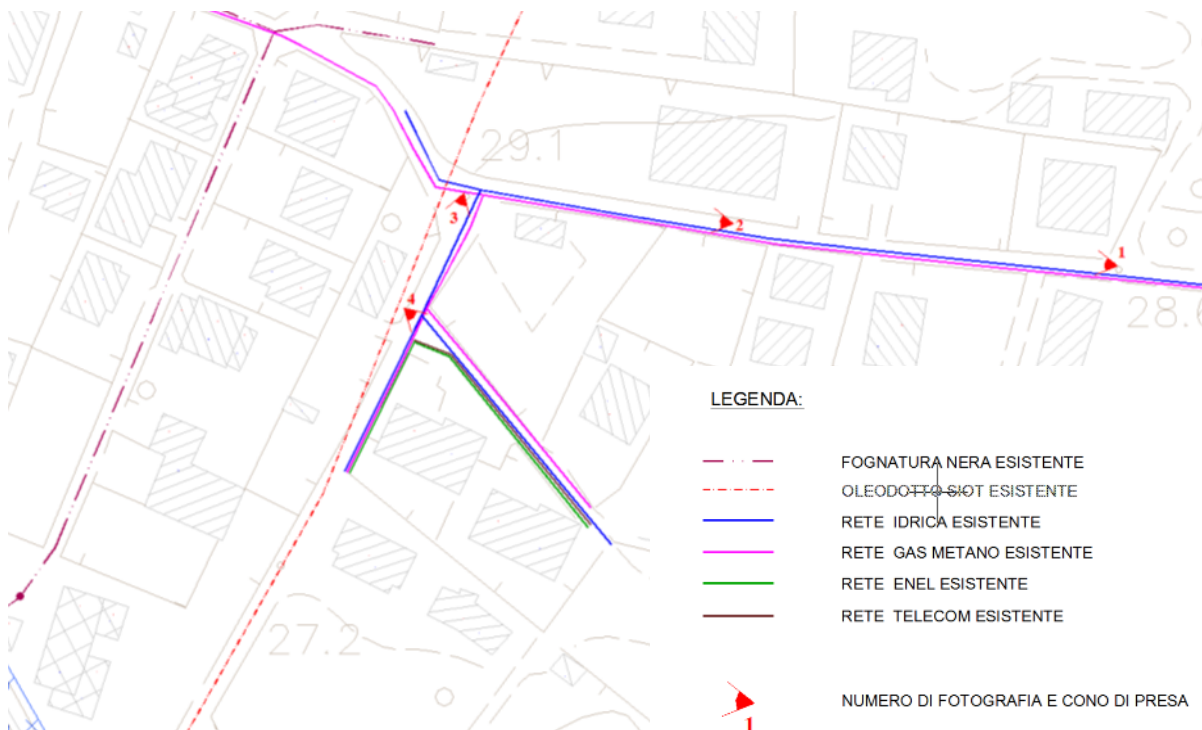 29.1
3
2
1
4
28.6
27.2
LEGENDA:
FOGNATURA NERA ESISTENTE
OLEODOTTO SIOT ESISTENTE
RETE IDRICA ESISTENTE
RETE GAS METANO ESISTENTE
RETE ENEL ESISTENTE
RETE TELECOM ESISTENTE
NUMERO DI FOTOGRAFIA E CONO DI PRESA
1